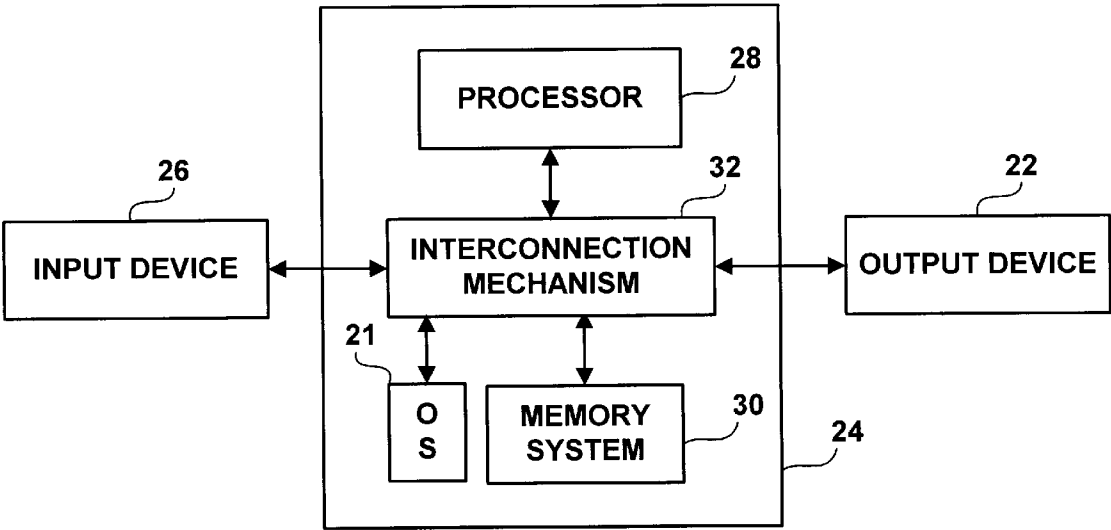 28
PROCESSOR
26
32
22
INPUT DEVICE
INTERCONNECTION
MECHANISM
OUTPUT DEVICE
21
O
S
MEMORY
SYSTEM
30
24